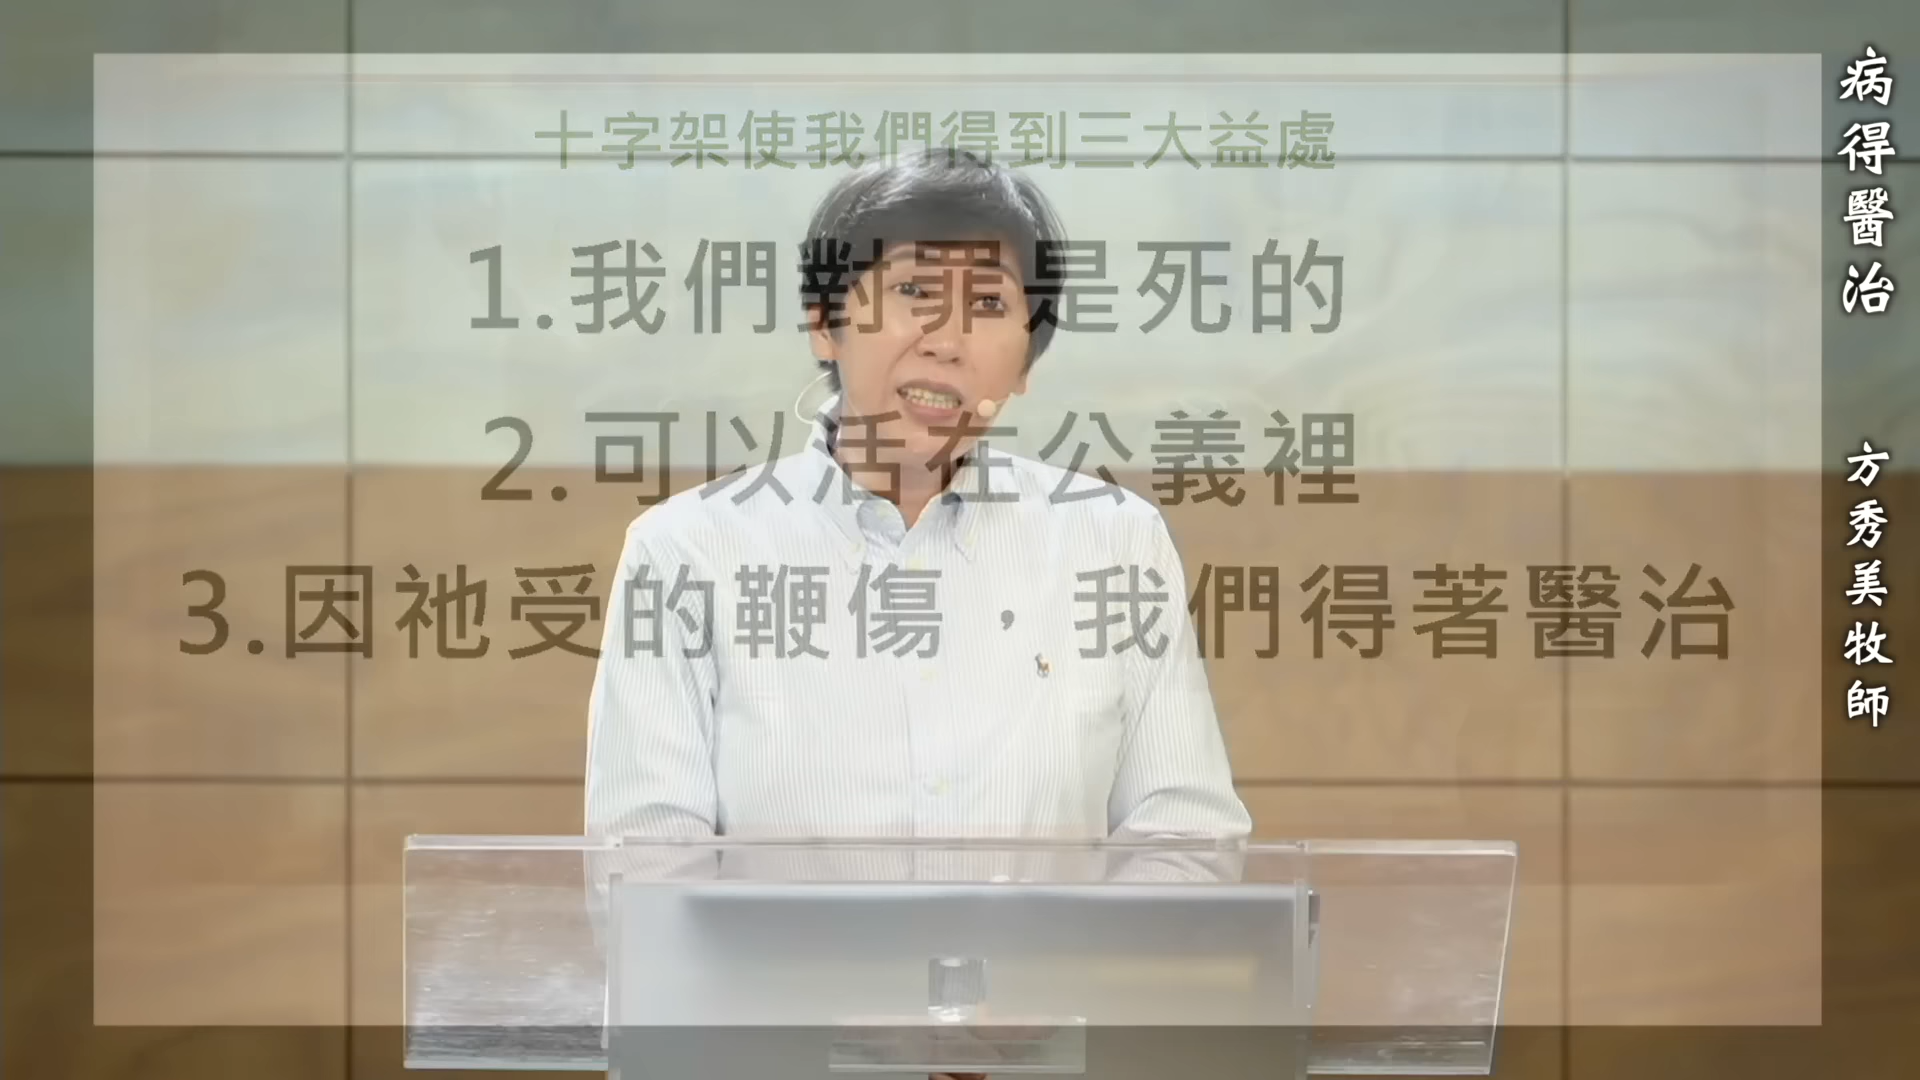 十字架使我們得到三大益處
1.我們對罪是死的
2.可以活在公義裡
3.因祂受的鞭傷，我們得著醫治
病得醫治
方秀美牧師